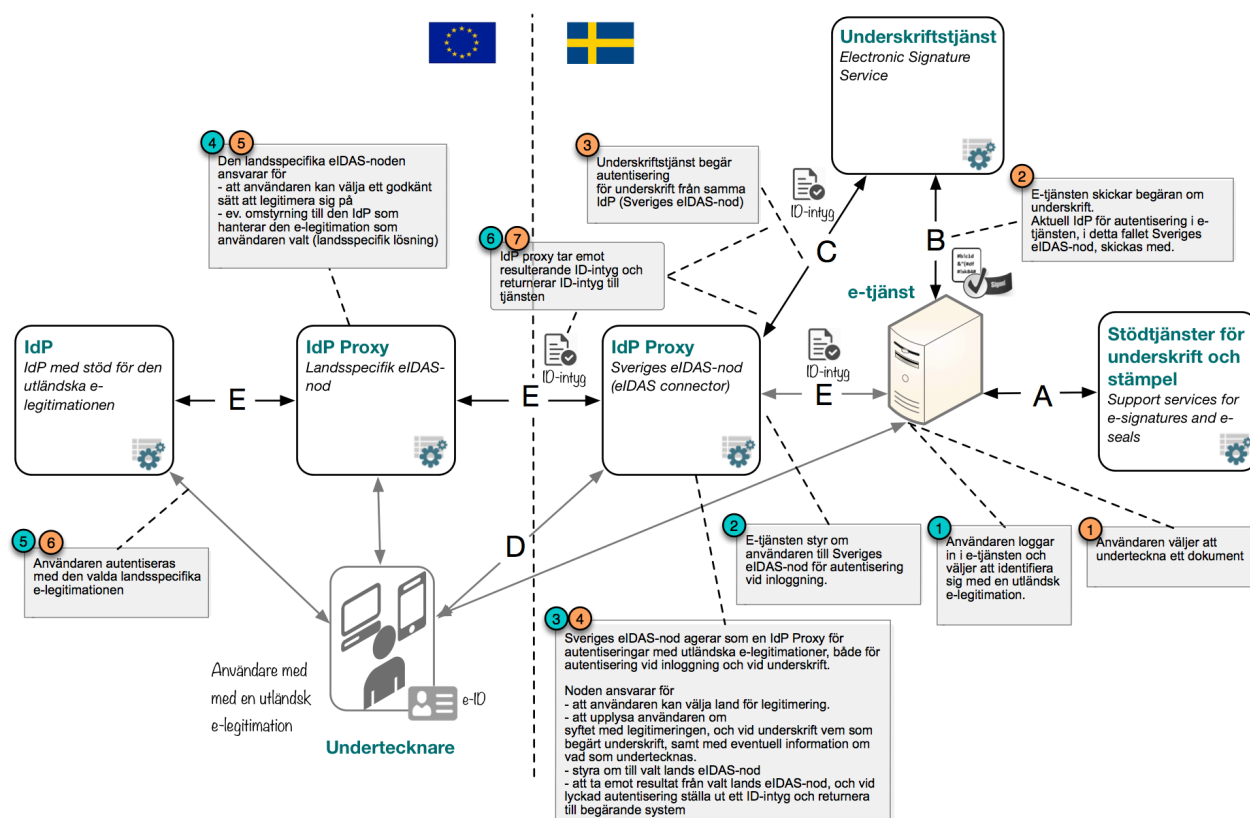 Underskriftstjänst
Electronic Signature
Service
4 5
Den landsspecifika eIDAS-noden
ansvarar för
- att användaren kan välja ett godkänt
sätt att legitimera sig på
- ev. omstyrning till den IdP som
hanterar den e-legitimation som
användaren valt (landsspecifik lösning)
3
Underskriftstjänst begär
autentisering
för underskrift från samma
IdP (Sveriges eIDAS-nod)
ID-intyg
2
E-tjänsten skickar begäran om
underskrift.
Aktuell IdP för autentisering i e-
tjänsten, i detta fallet Sveriges
eIDAS-nod, skickas med.
6 7
IdP proxy tar emot
resulterande ID-intyg och
returnerar ID-intyg till
tjänsten
C
B
e-tjänst
IdP
IdP med stöd för den
utländska e-
legitimationen
E
IdP Proxy
Landsspecifik eIDAS-
nod
E
ID-intyg
IdP Proxy
Sveriges eIDAS-nod
(eIDAS connector)
ID-intyg
E
A
Stödtjänster för
underskrift och
stämpel
Support services for
e-signatures and e-
seals
5 6
Användaren autentiseras
med den valda landsspecifika
e-legitimationen
D
2
E-tjänsten styr om
användaren till Sveriges
eIDAS-nod för autentisering
vid inloggning.
1
Användaren loggar
in i e-tjänsten och
väljer att identifiera
sig med en utländsk
e-legitimation.
1
Användaren väljer att
underteckna ett dokument
Användare med
med en utländsk
e-legitimation
e-ID
Undertecknare
3 4
Sveriges eIDAS-nod agerar som en IdP Proxy för
autentiseringar med utländska e-legitimationer, både för
autentisering vid inloggning och vid underskrift.
Noden ansvarar för
- att användaren kan välja land för legitimering.
- att upplysa användaren om
syftet med legitimeringen, och vid underskrift vem som
begärt underskrift, samt med eventuell information om
vad som undertecknas.
- styra om till valt lands eIDAS-nod
- att ta emot resultat från valt lands eIDAS-nod, och vid
lyckad autentisering ställa ut ett ID-intyg och returnera
till begärande system